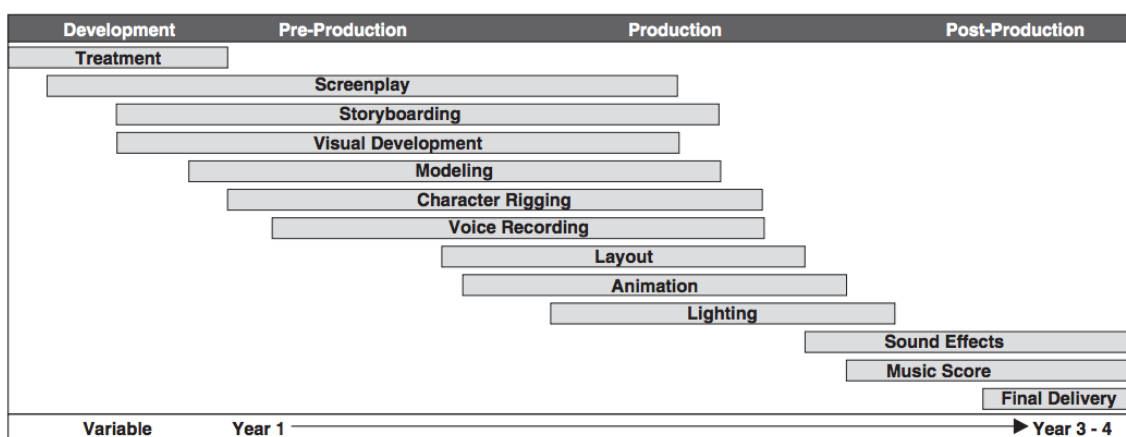 Development Pre-Production Production Post-Production
Treatment
Screenplay
Storyboarding
Visual Development
Modeling
Character Rigging
Voice Recording
Layout
Animation
Lighting
Sound Effects
Music Score
Final Delivery
Variable Year 1 Year 3 - 4